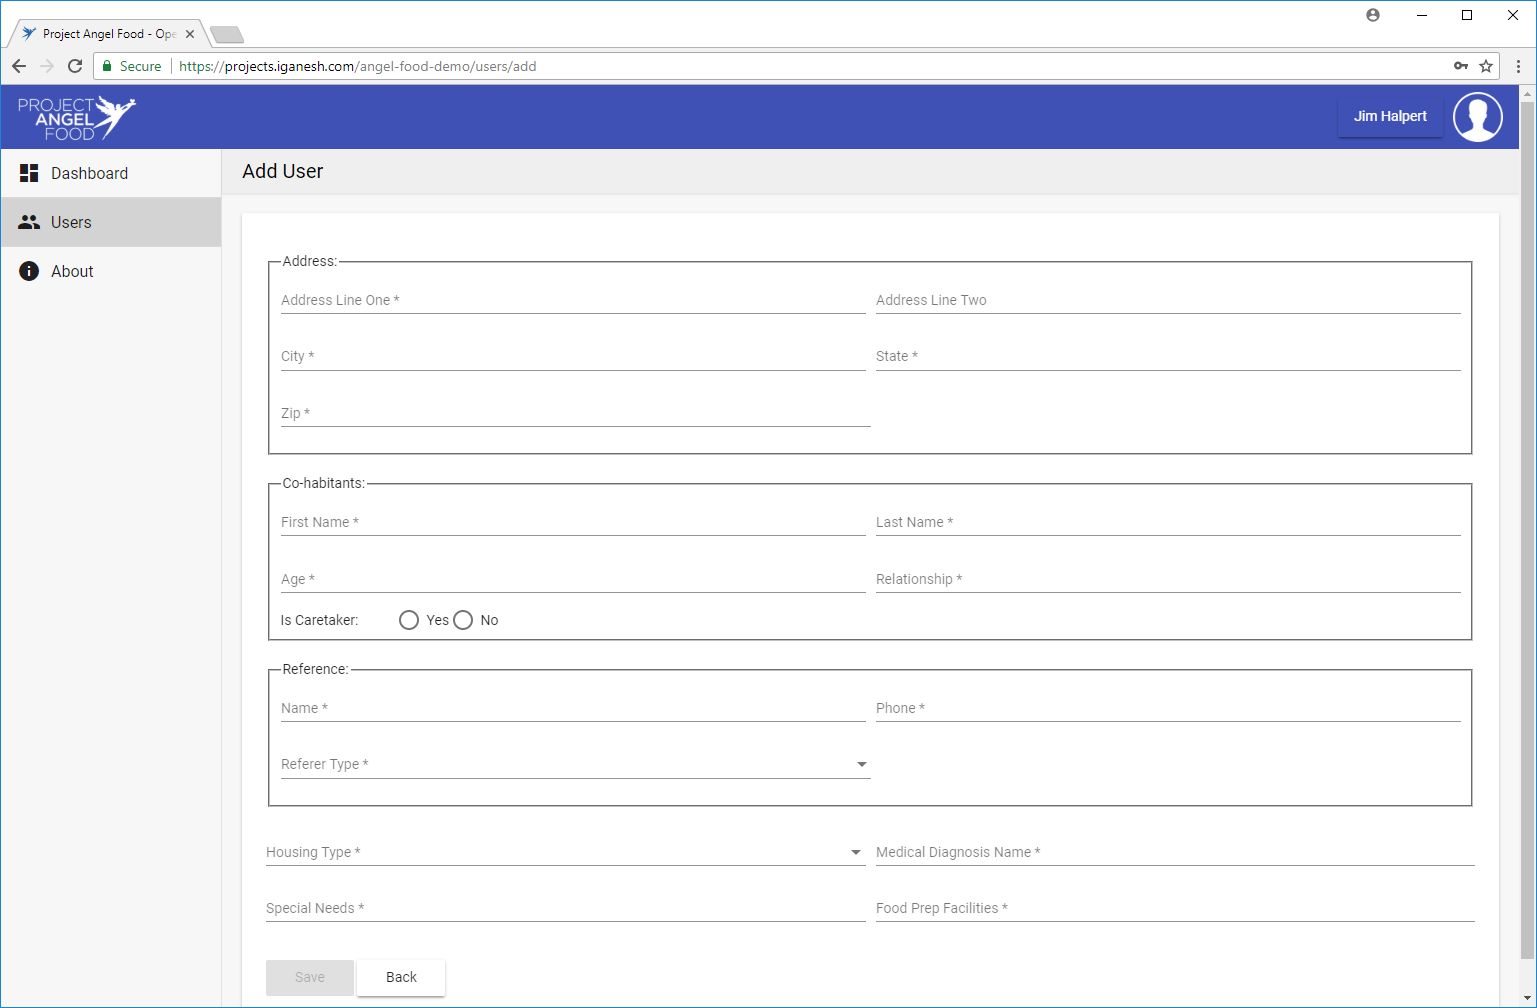 Project Angel Food - Ope
Secure https://projects.iganesh.com/angel-food-demo/users/add
PROJECT
ANGEL
FOOD
Jim Halpert
Dashboard
Users
About
Add User
Address:
Address Line One *
Address Line Two
City *
State *
Zip *
Co-habitants:
First Name *
Last Name *
Age *
Relationship *
Is Caretaker: Yes No
Reference:
Name *
Phone *
Referer Type *
Housing Type *
Medical Diagnosis Name *
Special Needs *
Food Prep Facilities *
Save
Back